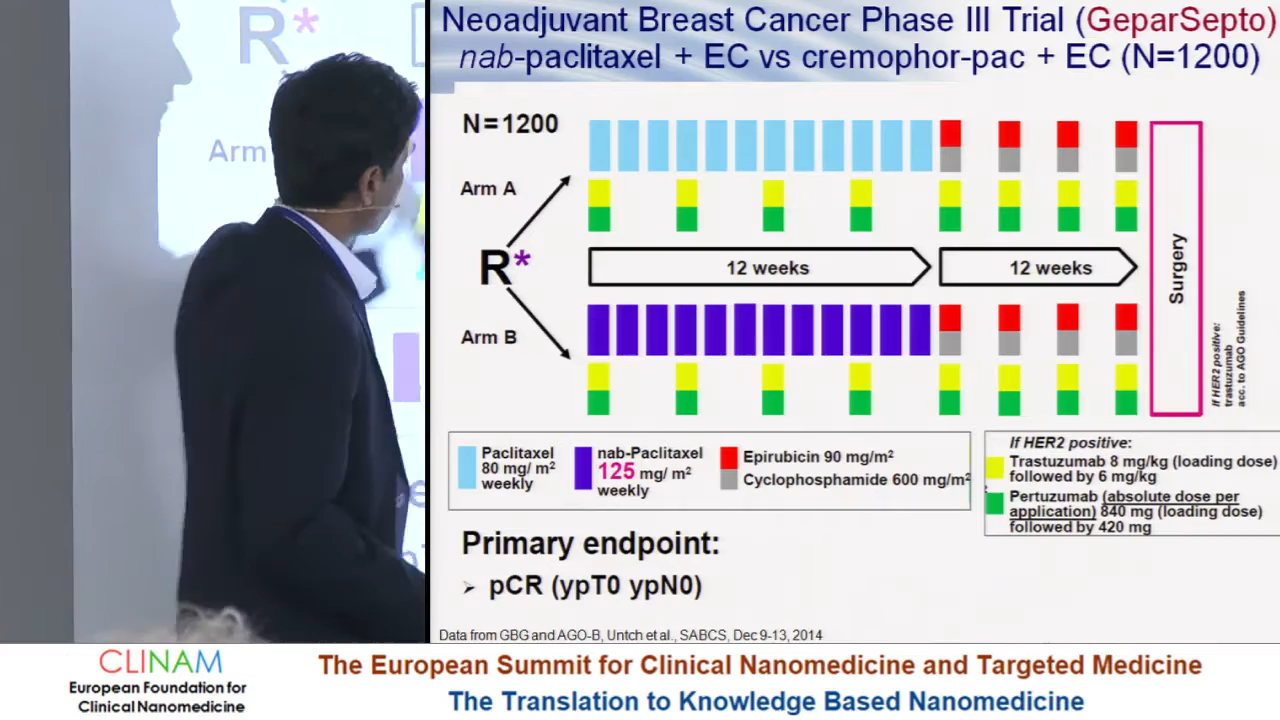 Neoadjuvant Breast Cancer Phase III Trial (GeparSepto)
nab-paclitaxel + EC vs cremophor-pac + EC (N=1200)
R*
Arm
N=1200
Arm A
R*
12 weeks
12 weeks
Arm B
Surgery
If HER2 positive:
trastuzumab
acc. to AGO Guidelines
Paclitaxel
80 mg/ m²
weekly
nab-Paclitaxel
125 mg/ m²
weekly
Epirubicin 90 mg/m²
Cyclophosphamide 600 mg/m²
If HER2 positive:
Trastuzumab 8 mg/kg (loading dose)
followed by 6 mg/kg
Pertuzumab (absolute dose per
application) 840 mg (loading dose)
followed by 420 mg
Primary endpoint:
➢ pCR (ypT0 ypN0)
Data from GBG and AGO-B, Untch et al., SABCS, Dec 9-13, 2014
CLINAM
European Foundation for
Clinical Nanomedicine
The European Summit for Clinical Nanomedicine and Targeted Medicine
The Translation to Knowledge Based Nanomedicine